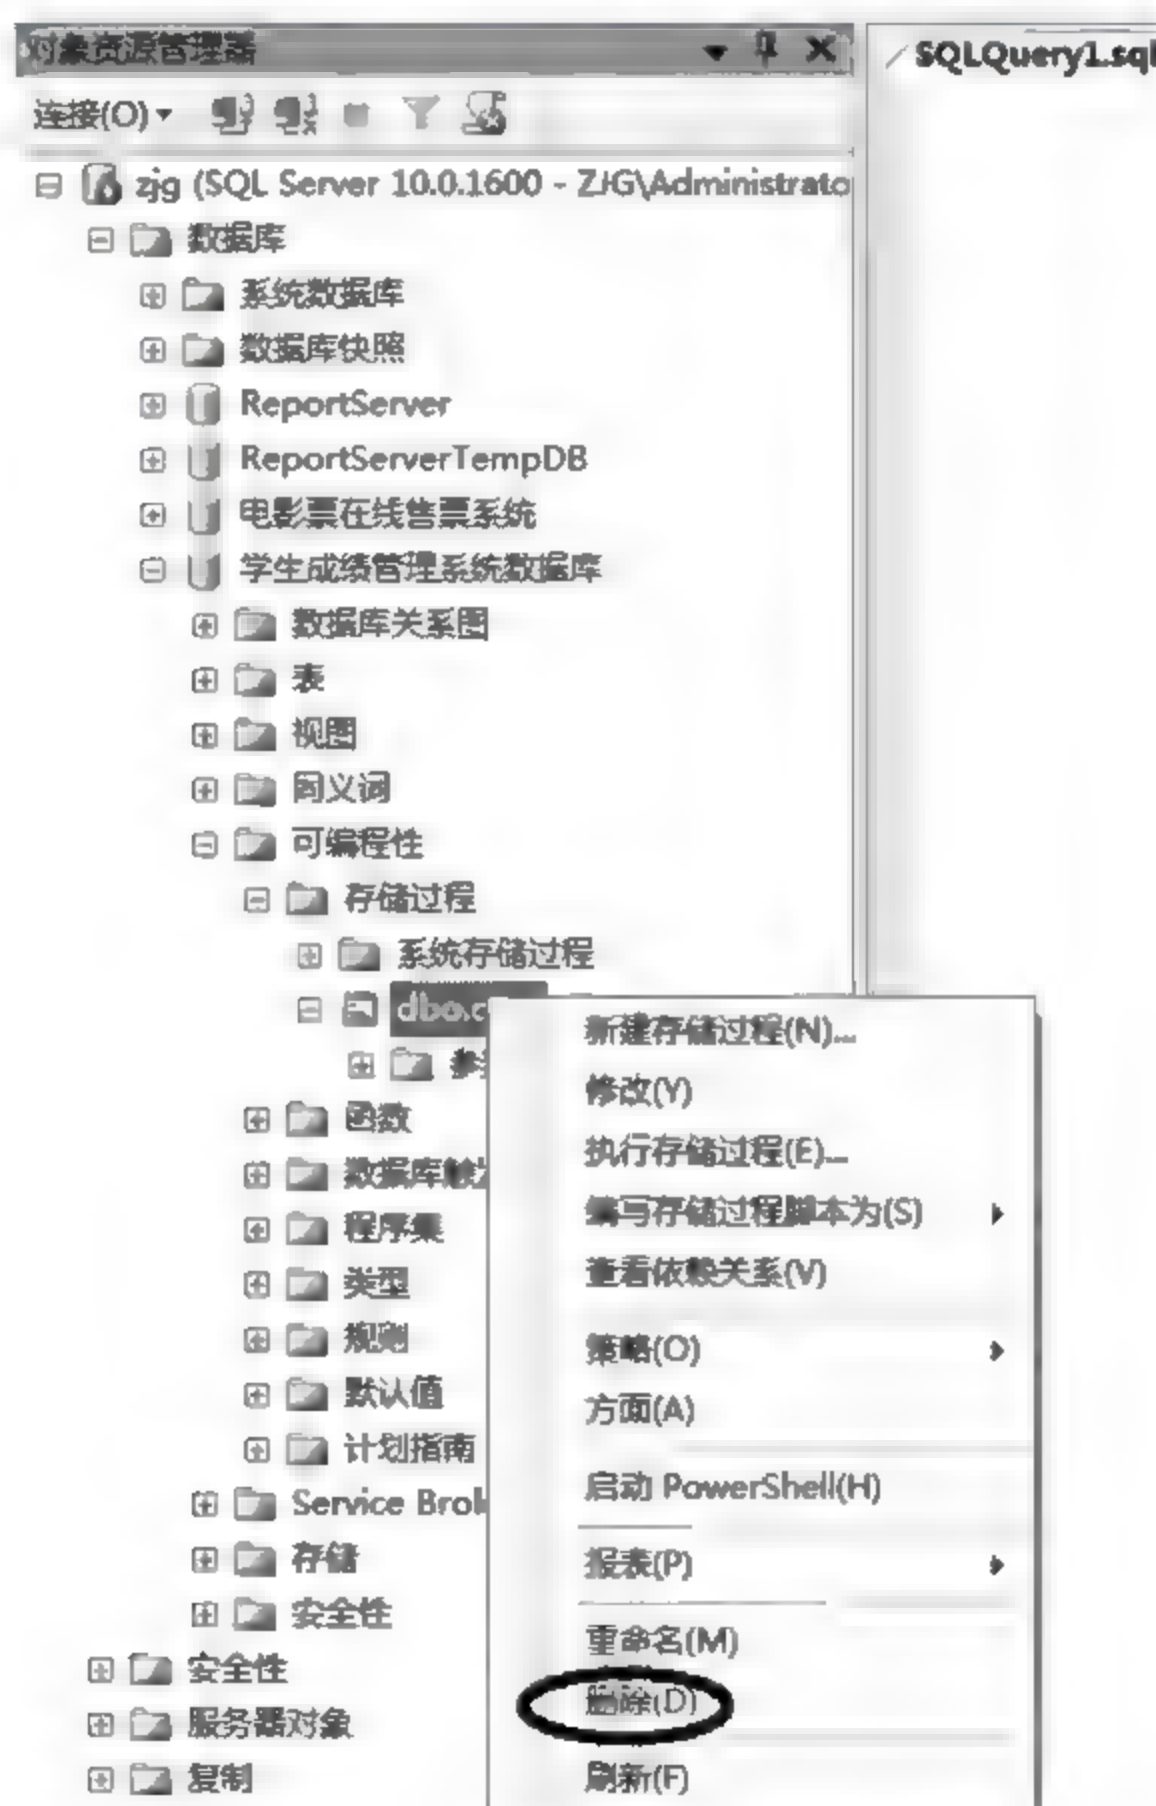 对象资源管理器
SQLQuery1.sql
连接(O)
zjg (SQL Server 10.0.1600 - ZJG\Administrato
数据库
系统数据库
数据库快照
ReportServer
ReportServerTempDB
电影票在线售票系统
学生成绩管理系统数据库
数据库关系图
表
视图
同义词
可编程性
存储过程
系统存储过程
dbo.c
新建存储过程(N)...
修改(Y)
执行存储过程(E)...
编写存储过程脚本为(S)
查看依赖关系(V)
策略(O)
方面(A)
启动 PowerShell(H)
报表(P)
重命名(M)
删除(D)
刷新(F)
函数
数据库触
程序集
类型
规则
默认值
计划指南
Service Brok
存储
安全性
安全性
服务器对象
复制